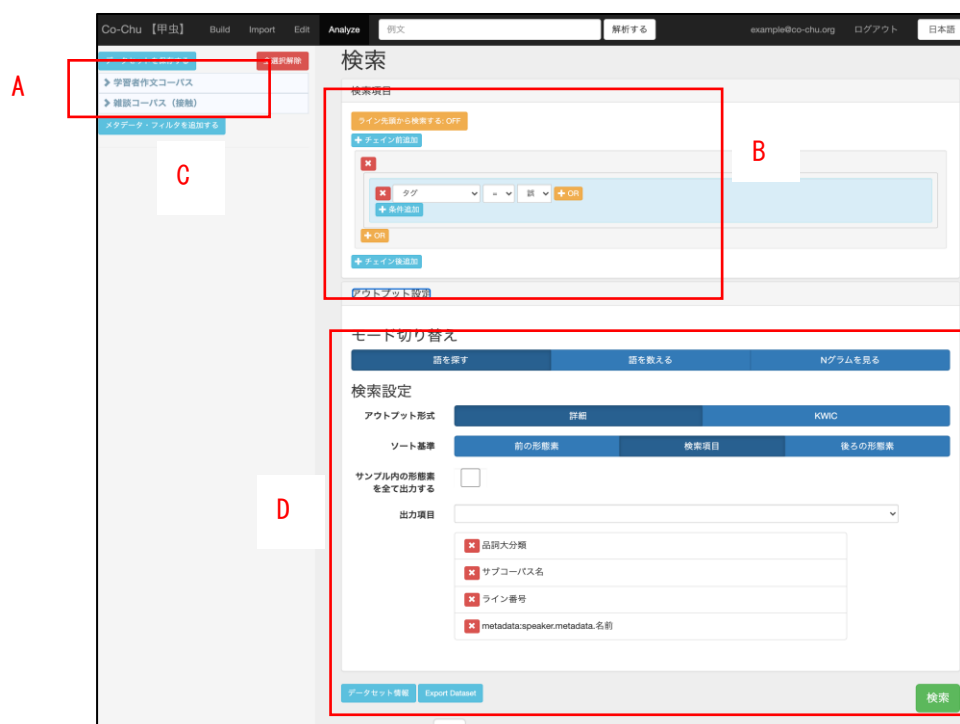 Co-Chu 【甲虫】 Build Import Edit Analyze 例文 解析する example@co-chu.org ログアウト 日本語
選択解除
検索
A
学習者作文コーパス
雑談コーパス（接触）
メタデータ・フィルタを追加する
検索項目
ライン先頭から検索する: OFF
チェイン前追加
B
C
タグ = 誤 OR
条件追加
OR
チェイン後追加
アウトプット設定
モード切り替え
語を探す 語を数える Nグラムを見る
検索設定
アウトプット形式 詳細 KWIC
ソート基準 前の形態素 検索項目 後ろの形態素
サンプル内の形態素
を全て出力する
D
出力項目
品詞大分類
サブコーパス名
ライン番号
metadata:speaker.metadata.名前
データセット情報 Export Dataset 検索